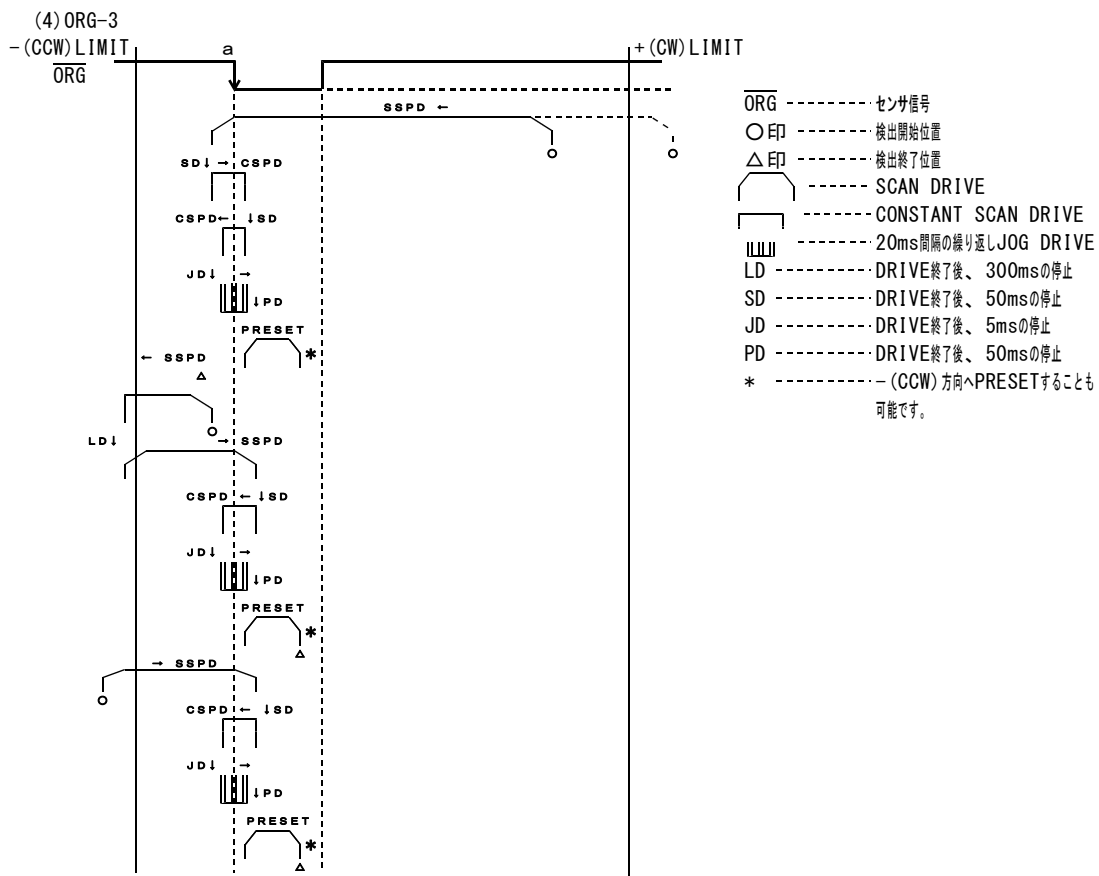 (4)ORG-3
-(CCW)LIMIT
a
+(CW)LIMIT
ORG
SSPD ←
SD↓ → CSPD
CSPD← ↓SD
JD↓ →
↓PD
PRESET
*
← SSPD
△
○
LD↓
→ SSPD
CSPD ← ↓SD
JD↓ →
↓PD
PRESET
*
△
→ SSPD
○
CSPD ← ↓SD
JD↓ →
↓PD
PRESET
*
△
ORG ---------- センサ信号
○印 ---------- 検出開始位置
△印 ---------- 検出終了位置
------- SCAN DRIVE
-------- CONSTANT SCAN DRIVE
-------- 20ms間隔の繰り返しJOG DRIVE
LD ----------- DRIVE終了後、300msの停止
SD ----------- DRIVE終了後、50msの停止
JD ----------- DRIVE終了後、5msの停止
PD ----------- DRIVE終了後、50msの停止
* ----------- -(CCW)方向へPRESETすることも
可能です。